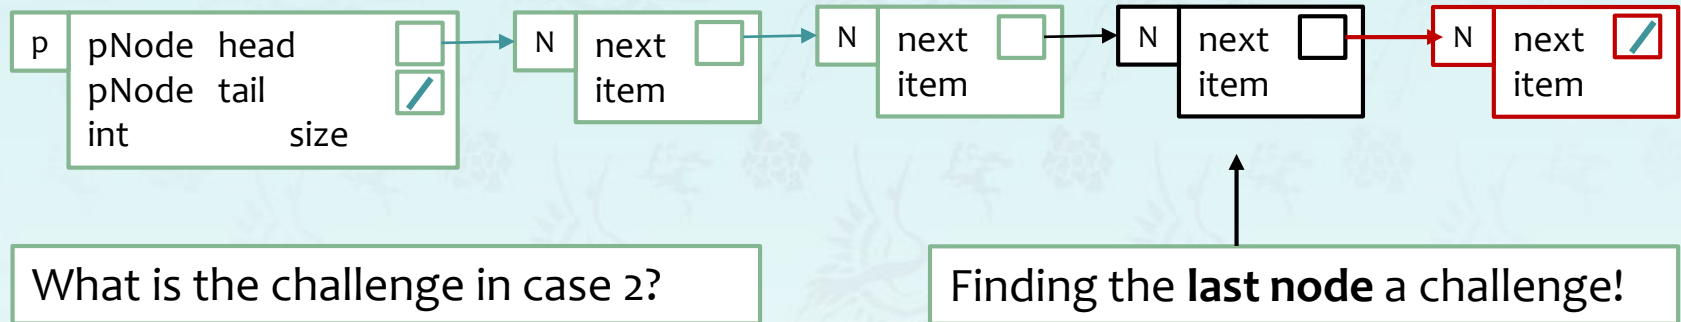 p
pNode head
pNode tail
int size
N
next
item
N
next
item
N
next
item
N
next
item
What is the challenge in case 2?
Finding the last node a challenge!